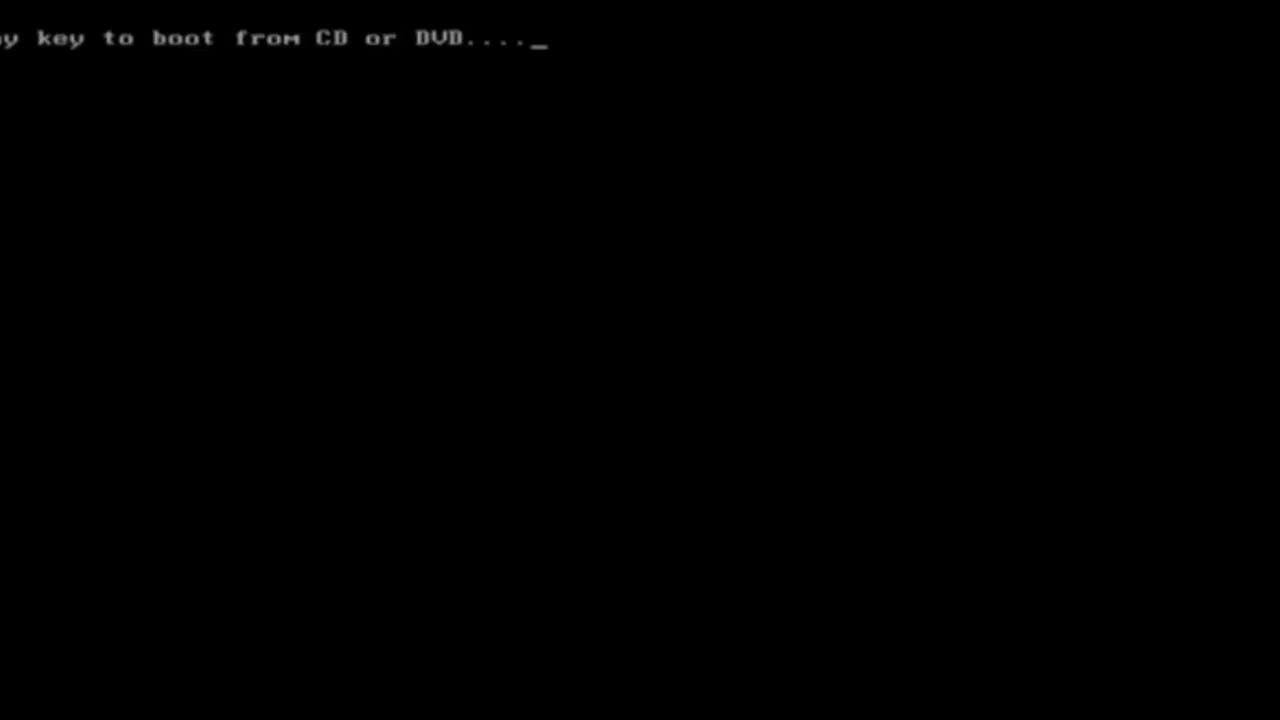 y key to boot from CD or DVD...._